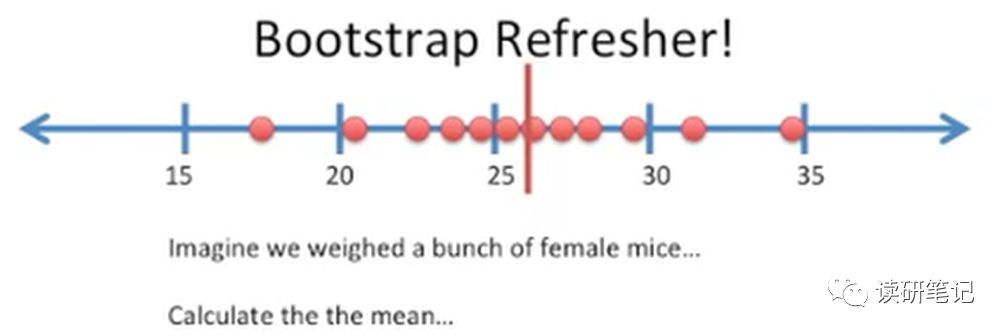 Bootstrap Refresher!
15 20 25 30 35
Imagine we weighed a bunch of female mice...
Calculate the the mean...
读研笔记